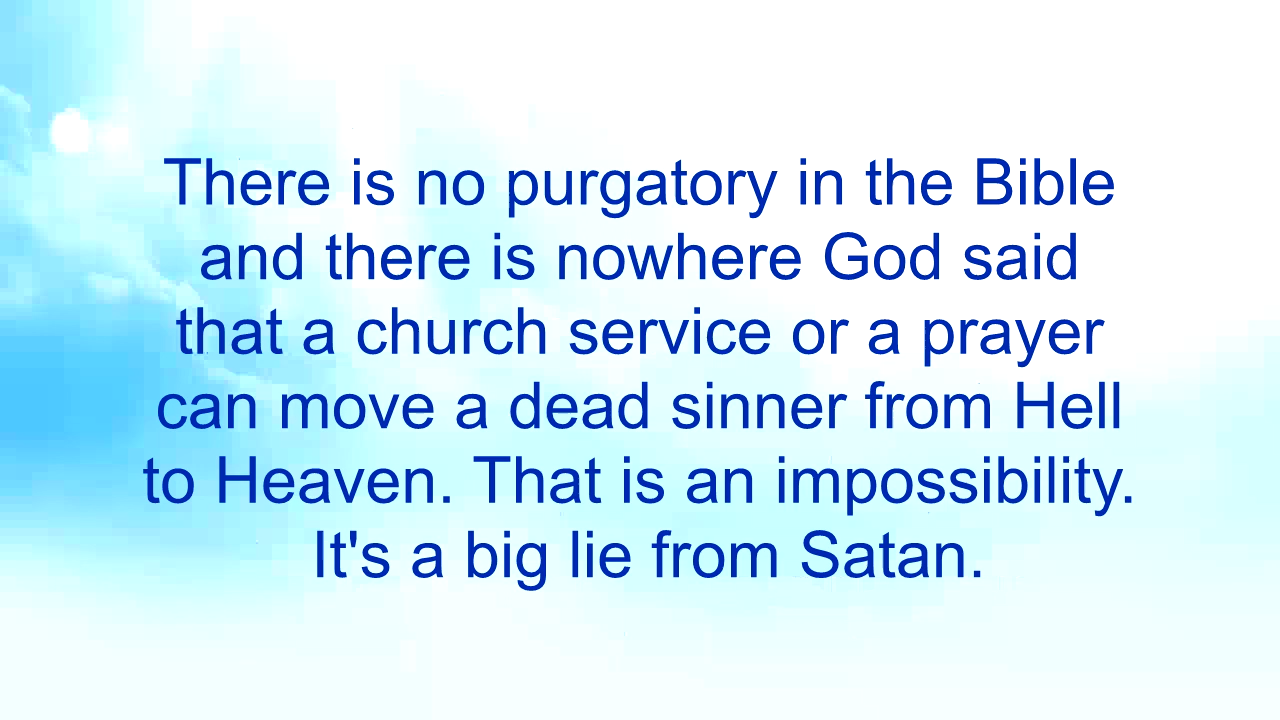 There is no purgatory in the Bible
and there is nowhere God said
that a church service or a prayer
can move a dead sinner from Hell
to Heaven. That is an impossibility.
It's a big lie from Satan.